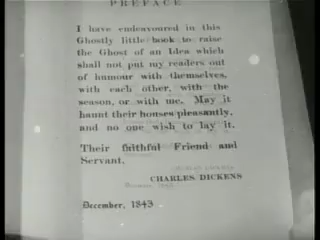 PREFACE
I have endeavoured in this
Ghostly little book to raise
the Ghost of an Idea which
shall not put my readers out
of humour with themselves,
with each other, with the
season, or with me. May it
haunt their houses pleasantly,
and no one wish to lay it.
Their faithful Friend and
Servant,
CHARLES DICKENS
December, 1843